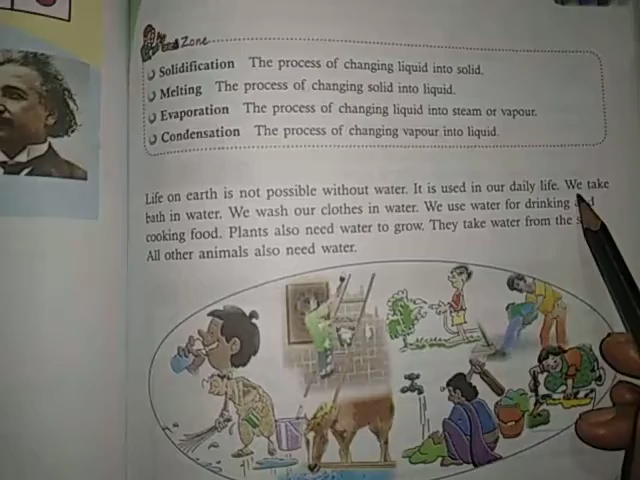 Zone
Solidification The process of changing liquid into solid.
Melting The process of changing solid into liquid.
Evaporation The process of changing liquid into steam or vapour.
Condensation The process of changing vapour into liquid.
Life on earth is not possible without water. It is used in our daily life. We take
bath in water. We wash our clothes in water. We use water for drinking
cooking food. Plants also need water to grow. They take water from the
All other animals also need water.